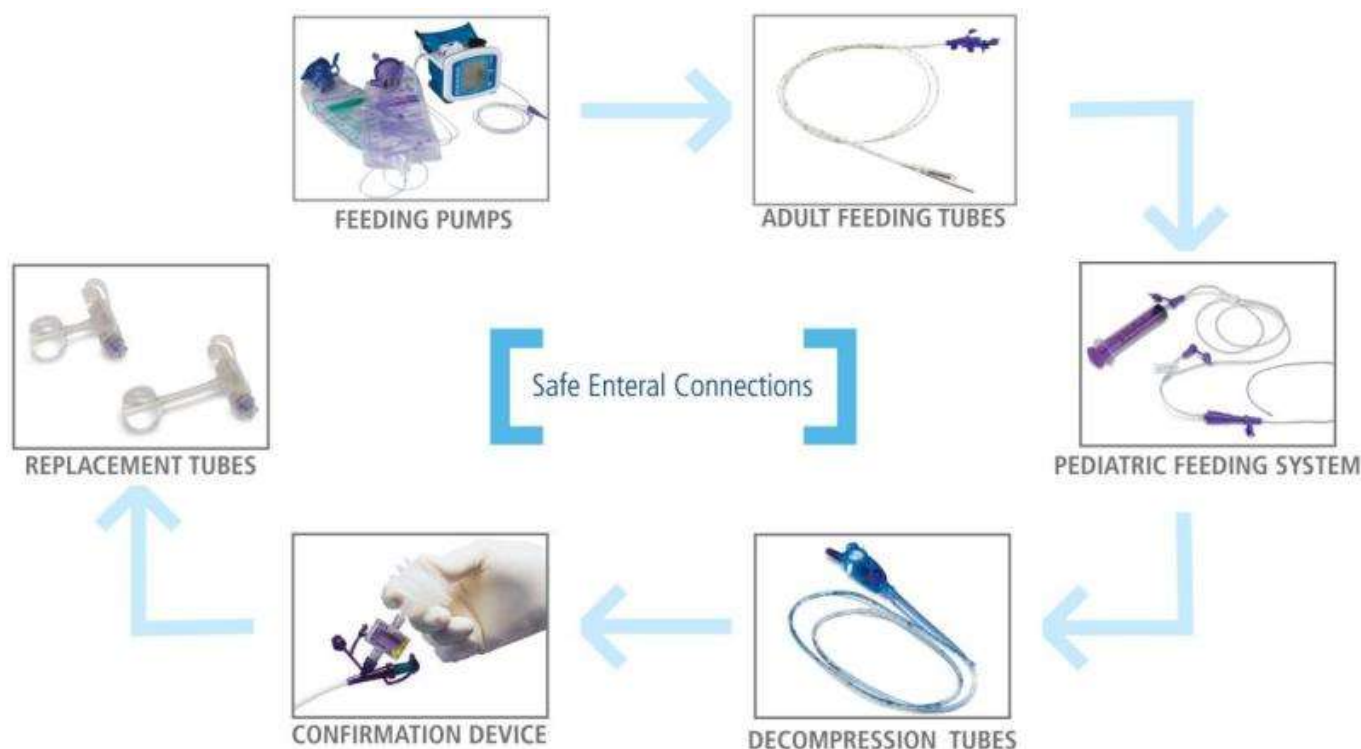 FEEDING PUMPS
ADULT FEEDING TUBES
REPLACEMENT TUBES
Safe Enteral Connections
PEDIATRIC FEEDING SYSTEM
CONFIRMATION DEVICE
DECOMPRESSION TUBES